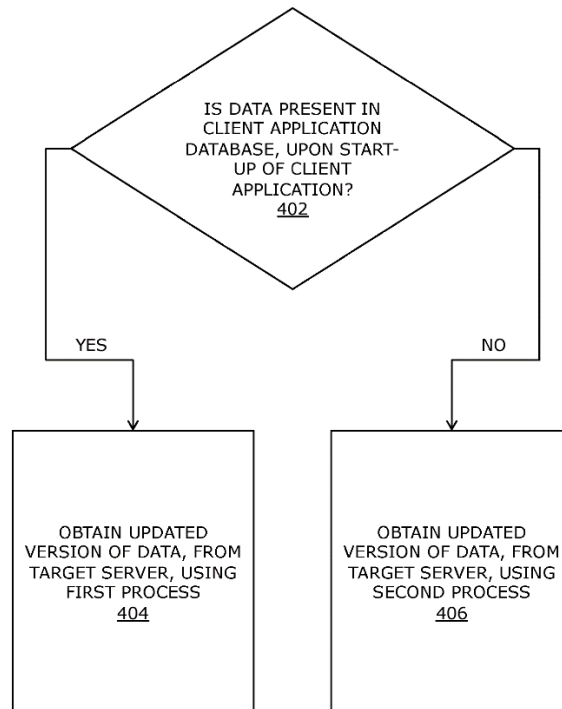 IS DATA PRESENT IN
CLIENT APPLICATION
DATABASE, UPON START-
UP OF CLIENT
APPLICATION?
402
YES
NO
OBTAIN UPDATED
VERSION OF DATA, FROM
TARGET SERVER, USING
FIRST PROCESS
404
OBTAIN UPDATED
VERSION OF DATA, FROM
TARGET SERVER, USING
SECOND PROCESS
406